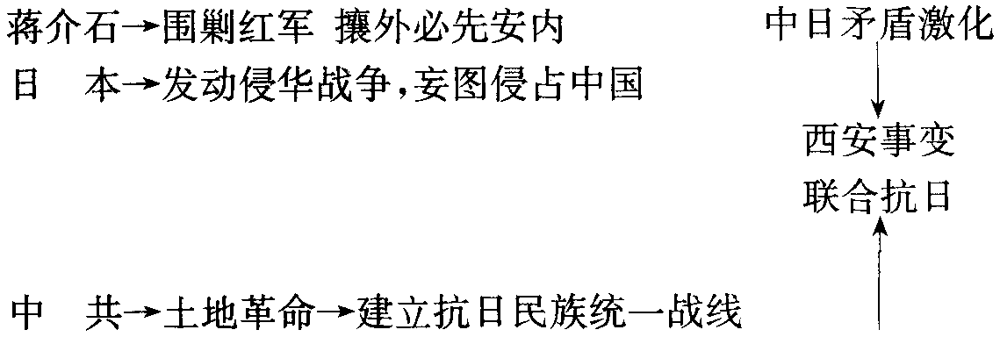 蒋介石→围剿红军 攘外必先安内
中日矛盾激化
日 本→发动侵华战争,妄图侵占中国
西安事变
联合抗日
中 共→土地革命→建立抗日民族统一战线